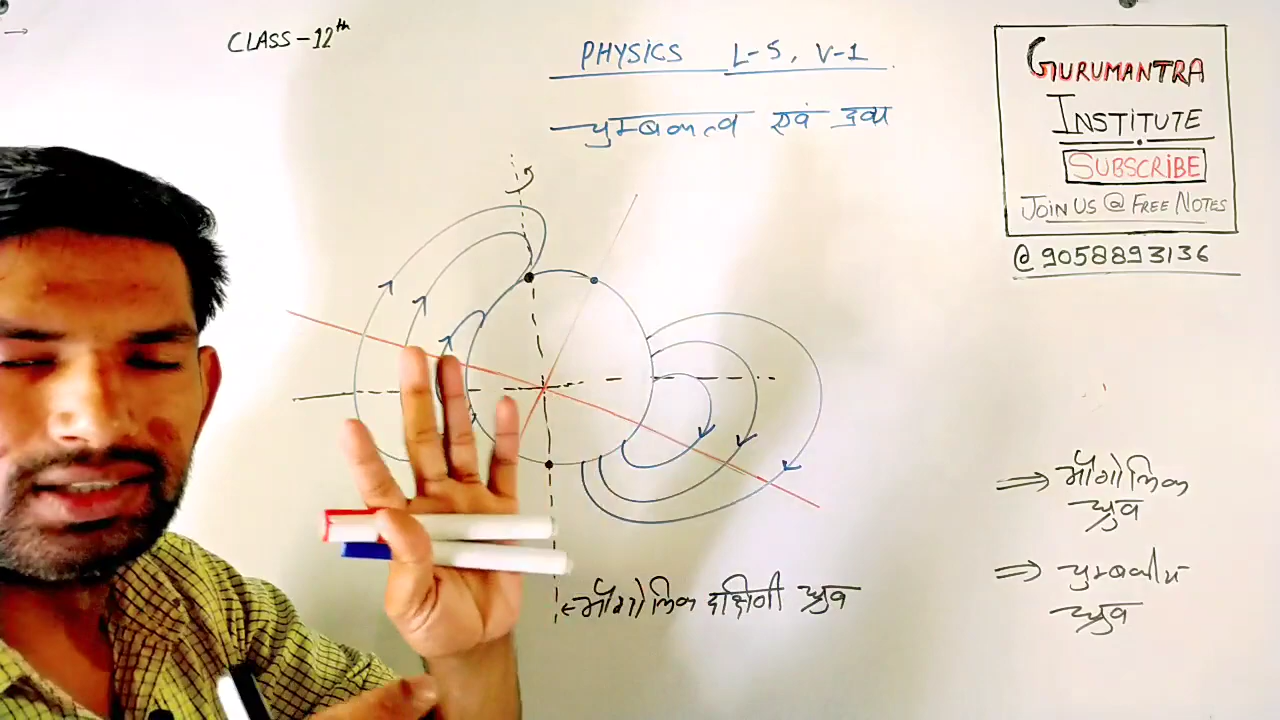 CLASS-12th
PHYSICS L-5, V-1
चुम्बकत्व एवं द्रव्य
GURUMANTRA
INSTITUTE
SUBSCRIBE
JOIN US @ FREE NOTES
@9058893136
⇒ भौगोलिक
ध्रुव
⇒ चुम्बकीय
ध्रुव
← भौगोलिक दक्षिणी ध्रुव